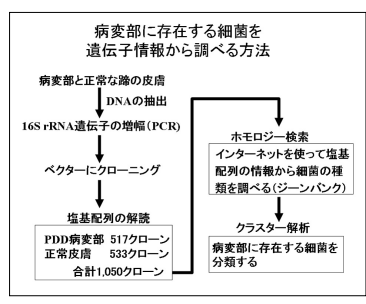 病変部に存在する細菌を
遺伝子情報から調べる方法
病変部と正常な蹄の皮膚
DNAの抽出
16S rRNA遺伝子の増幅(PCR)
ベクターにクローニング
塩基配列の解読
PDD病変部 517クローン
正常皮膚 533クローン
合計1,050クローン
ホモロジー検索
インターネットを使って塩基
配列の情報から細菌の種
類を調べる(ジーンバンク)
クラスター解析
病変部に存在する細菌を
分類する